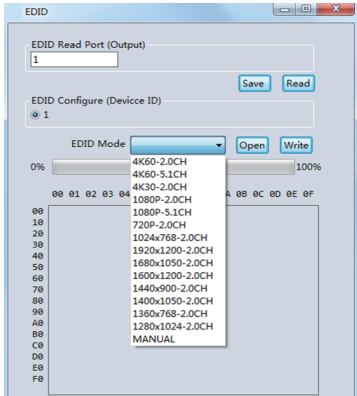 EDID
EDID Read Port (Output)
1
Save Read
EDID Configure (Devicce ID)
1
EDID Mode Open Write
0% 100%
4K60-2.0CH
4K60-5.1CH
4K30-2.0CH
1080P-2.0CH
1080P-5.1CH
720P-2.0CH
1024x768-2.0CH
1920x1200-2.0CH
1680x1050-2.0CH
1600x1200-2.0CH
1440x900-2.0CH
1400x1050-2.0CH
1360x768-2.0CH
1280x1024-2.0CH
MANUAL
00 01 02 03 04 A 0B 0C 0D 0E 0F
00
10
20
30
40
50
60
70
80
90
A0
B0
C0
D0
E0
F0